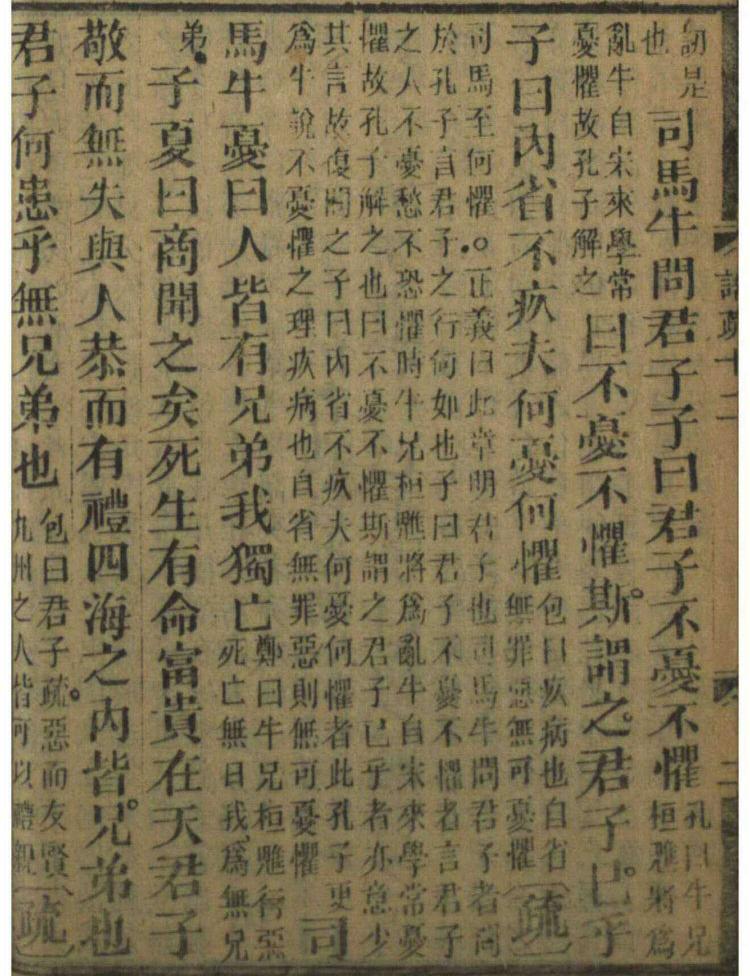 語疏十二 二
訒是也司馬牛問君子子曰君子不憂不懼孔曰牛兄桓魋將爲
亂牛自宋來學常憂懼故孔子解之曰不憂不懼斯謂之君子已乎
子曰內省不疚夫何憂何懼包曰疚病也自省無罪惡無可憂懼疏
司馬至何懼○正義曰此章明君子也司馬牛問君子者問
於孔子言君子之行何如也子曰君子不憂不懼者言君子
之人不憂愁不恐懼時牛兄桓魋將爲亂牛自宋來學常憂
懼故孔子解之也曰不憂不懼斯謂之君子已乎者亦意少
其言故復問之子曰內省不疚夫何憂何懼者此孔子更
爲牛說不憂懼之理疚病也自省無罪惡則無可憂懼司
馬牛憂曰人皆有兄弟我獨亡鄭曰牛兄桓魋行惡死亡無日我爲無兄
弟子夏曰商聞之矣死生有命富貴在天君子
敬而無失與人恭而有禮四海之內皆兄弟也
君子何患乎無兄弟也包曰君子疏惡而友賢九州之人皆可以禮親疏